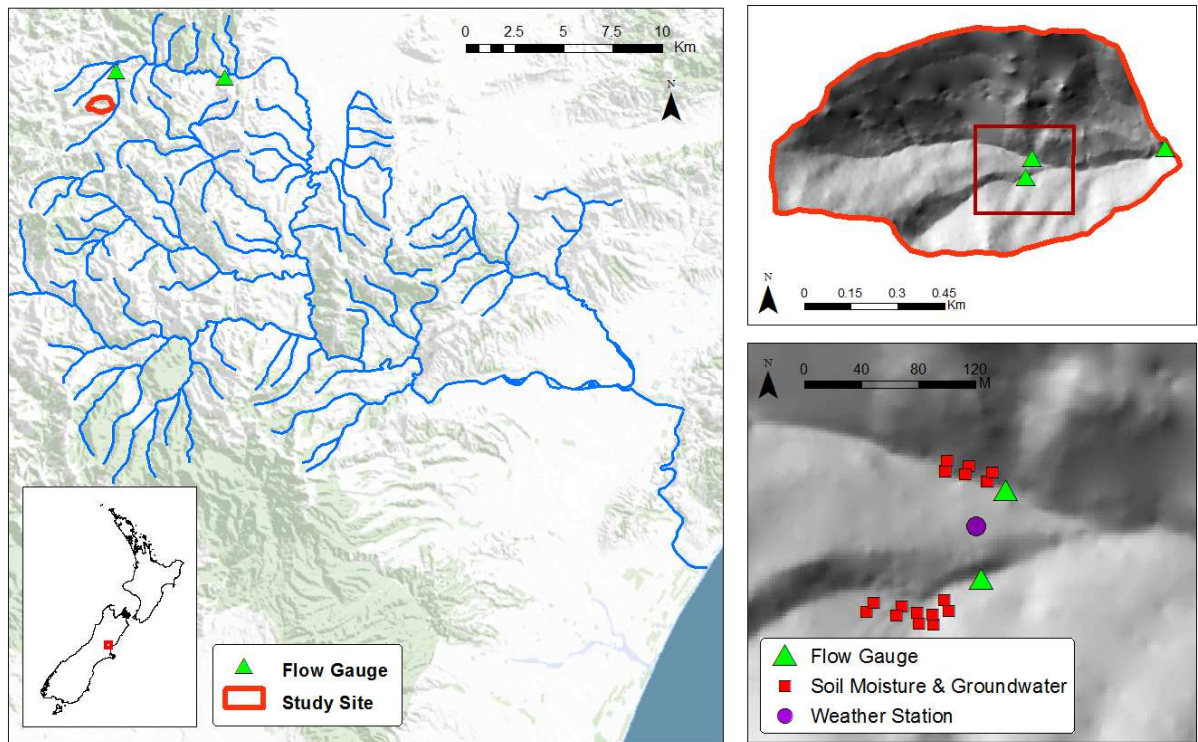 0 2.5 5 7.5 10
Km
N
Flow Gauge
Study Site
N
0 0.15 0.3 0.45
Km
N
0 40 80 120
M
Flow Gauge
Soil Moisture & Groundwater
Weather Station